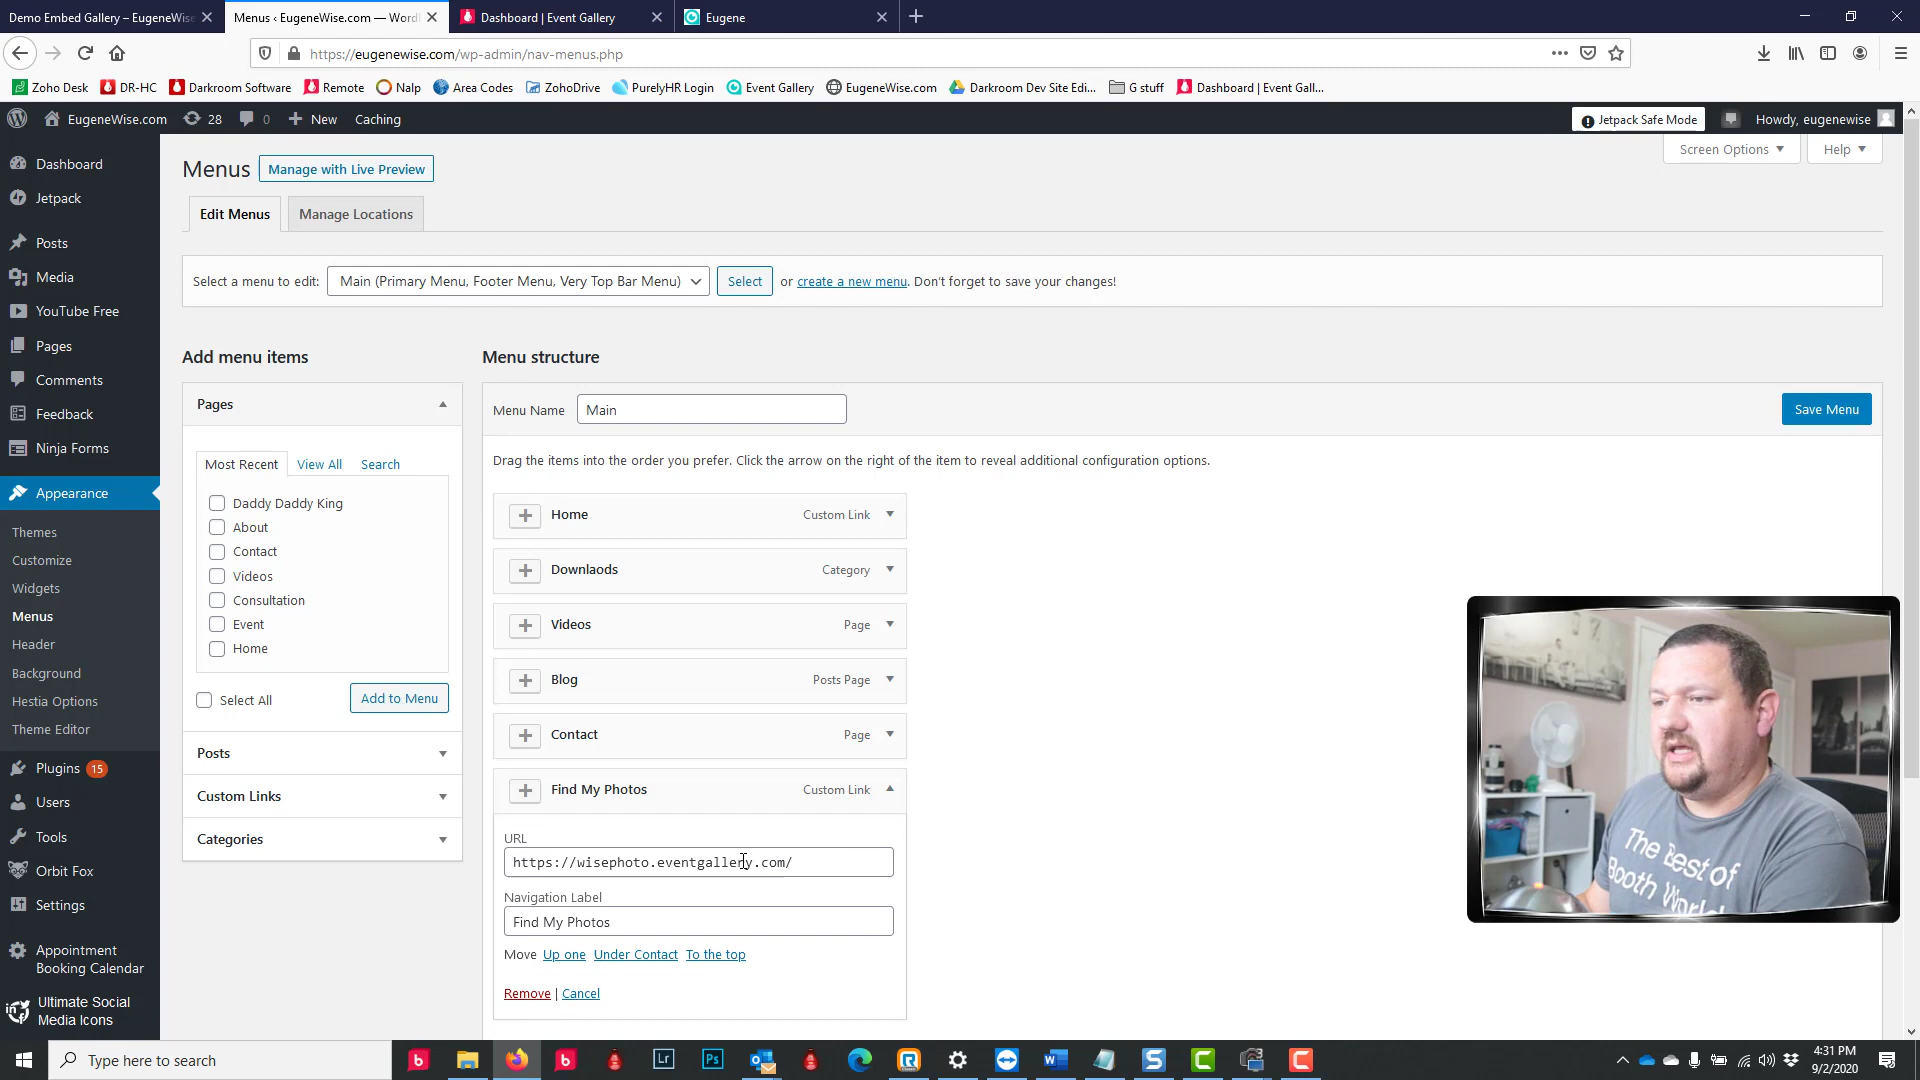 Demo Embed Gallery – EugeneWise
Menus ‹ EugeneWise.com — Word
Dashboard | Event Gallery
Eugene
https://eugenewise.com/wp-admin/nav-menus.php
Zoho Desk
DR-HC
Darkroom Software
Remote
Nalp
Area Codes
ZohoDrive
PurelyHR Login
Event Gallery
EugeneWise.com
Darkroom Dev Site Edi...
G stuff
Dashboard | Event Gall...
EugeneWise.com
28
0
New
Caching
Jetpack Safe Mode
Howdy, eugenewise
Dashboard
Jetpack
Posts
Media
YouTube Free
Pages
Comments
Feedback
Ninja Forms
Appearance
Themes
Customize
Widgets
Menus
Header
Background
Hestia Options
Theme Editor
Plugins 15
Users
Tools
Orbit Fox
Settings
Appointment
Booking Calendar
Ultimate Social
Media Icons
Menus
Manage with Live Preview
Screen Options
Help
Edit Menus
Manage Locations
Select a menu to edit:
Main (Primary Menu, Footer Menu, Very Top Bar Menu)
Select
or create a new menu. Don't forget to save your changes!
Add menu items
Pages
Most Recent
View All
Search
Daddy Daddy King
About
Contact
Videos
Consultation
Event
Home
Select All
Add to Menu
Posts
Custom Links
Categories
Menu structure
Menu Name
Main
Save Menu
Drag the items into the order you prefer. Click the arrow on the right of the item to reveal additional configuration options.
Home
Custom Link
Downlaods
Category
Videos
Page
Blog
Posts Page
Contact
Page
Find My Photos
Custom Link
URL
https://wisephoto.eventgallery.com/
Navigation Label
Find My Photos
Move Up one Under Contact To the top
Remove | Cancel
The Best of
Booth World
Type here to search
b
b
Lr
Ps
4:31 PM
9/2/2020